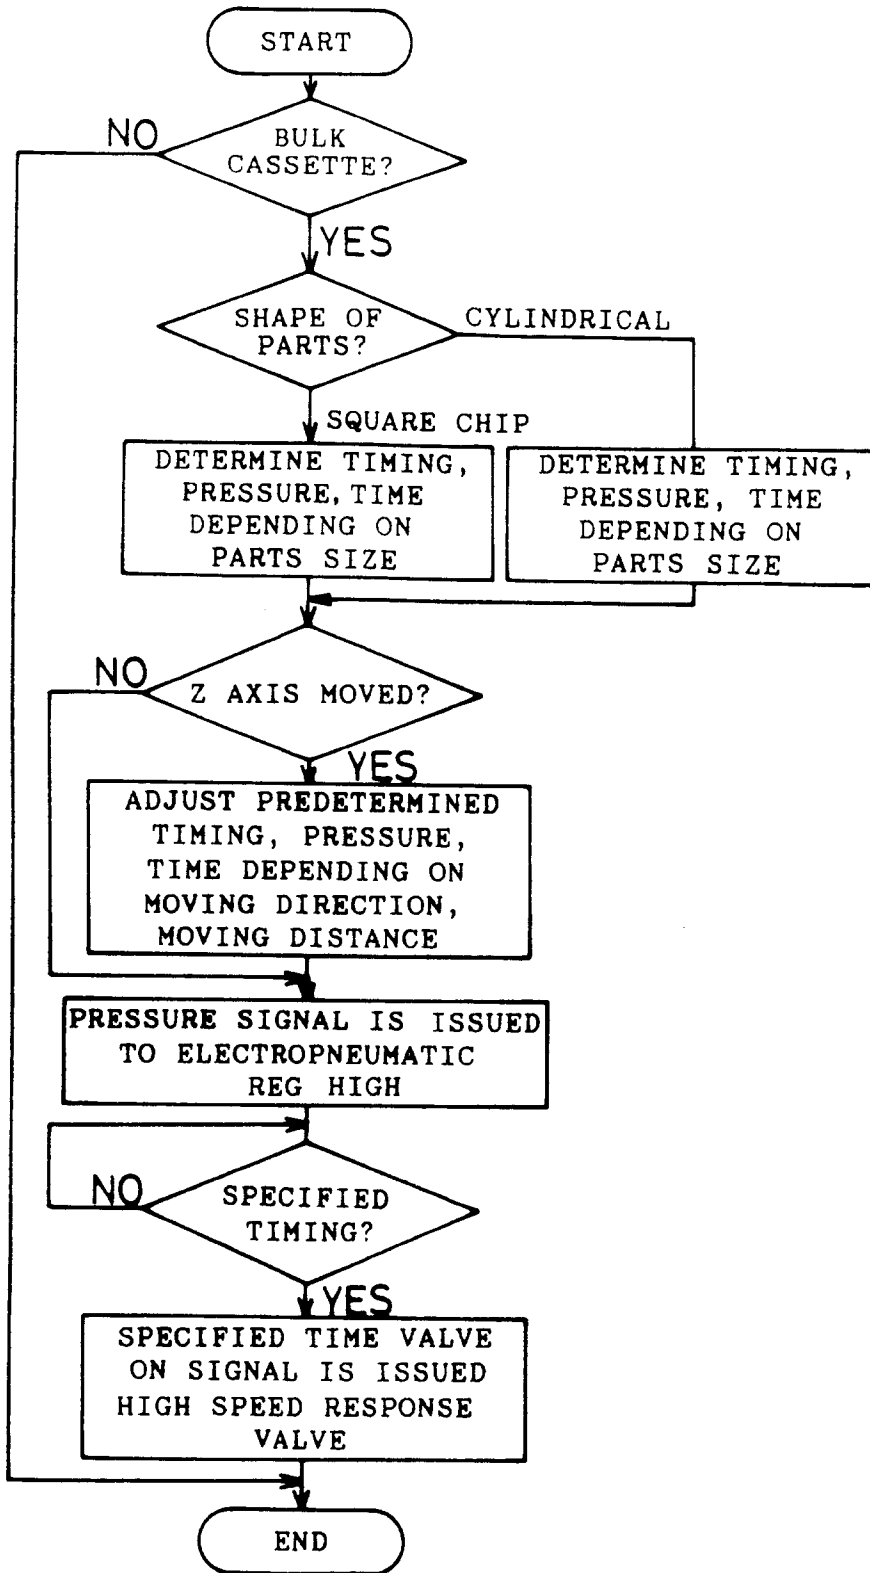 START
NO
BULK
CASSETTE?
YES
SHAPE OF
PARTS?
CYLINDRICAL
SQUARE CHIP
DETERMINE TIMING,
PRESSURE, TIME
DEPENDING ON
PARTS SIZE
DETERMINE TIMING,
PRESSURE, TIME
DEPENDING ON
PARTS SIZE
NO
Z AXIS MOVED?
YES
ADJUST PREDETERMINED
TIMING, PRESSURE,
TIME DEPENDING ON
MOVING DIRECTION,
MOVING DISTANCE
PRESSURE SIGNAL IS ISSUED
TO ELECTROPNEUMATIC
REG HIGH
NO
SPECIFIED
TIMING?
YES
SPECIFIED TIME VALVE
ON SIGNAL IS ISSUED
HIGH SPEED RESPONSE
VALVE
END